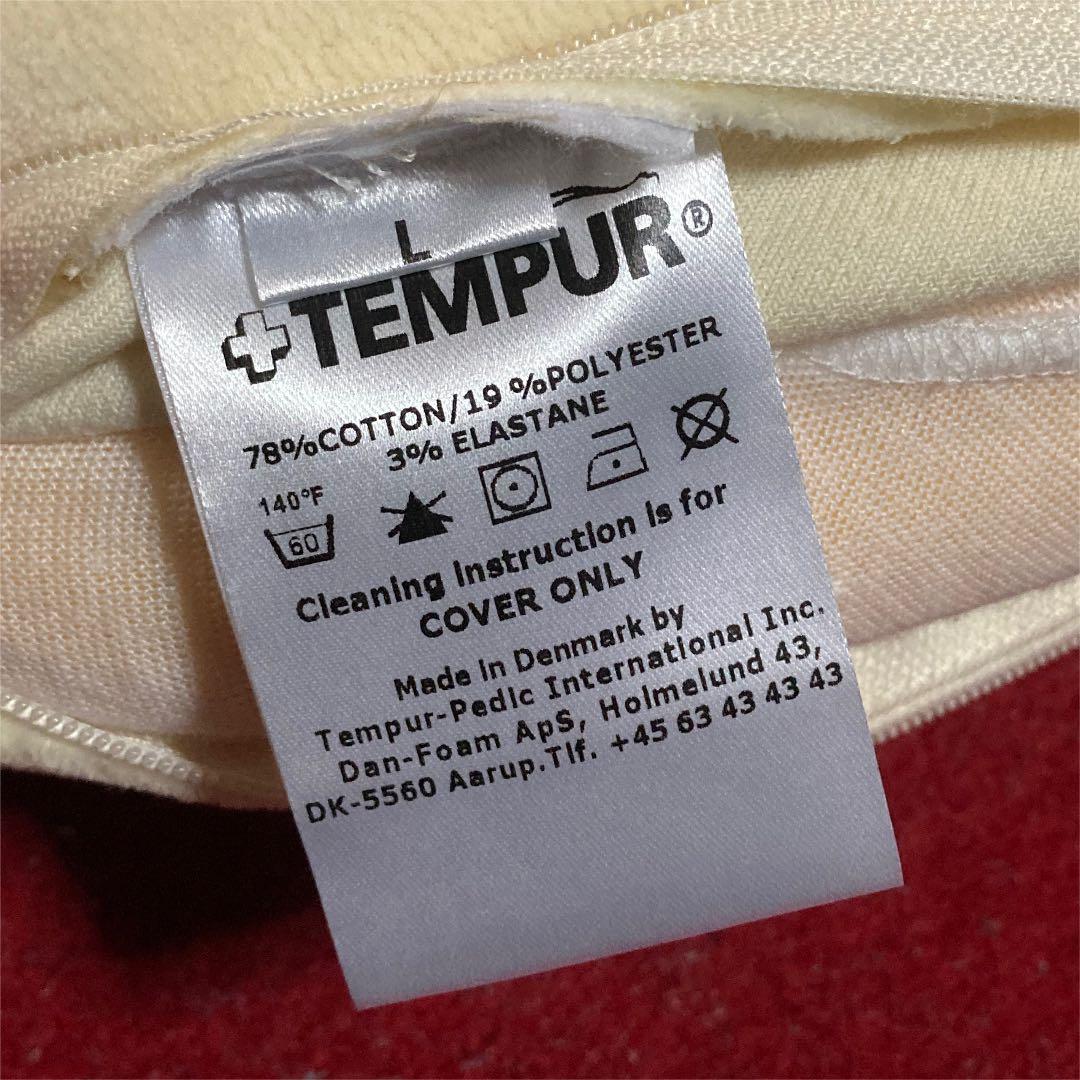 L
TEMPUR®
78%COTTON/19 %POLYESTER
3% ELASTANE
140°F
60
Cleaning instruction is for
COVER ONLY
Made in Denmark by
Tempur-Pedic International Inc.
Dan-Foam ApS, Holmelund 43,
DK-5560 Aarup.Tlf. +45 63 43 43 43